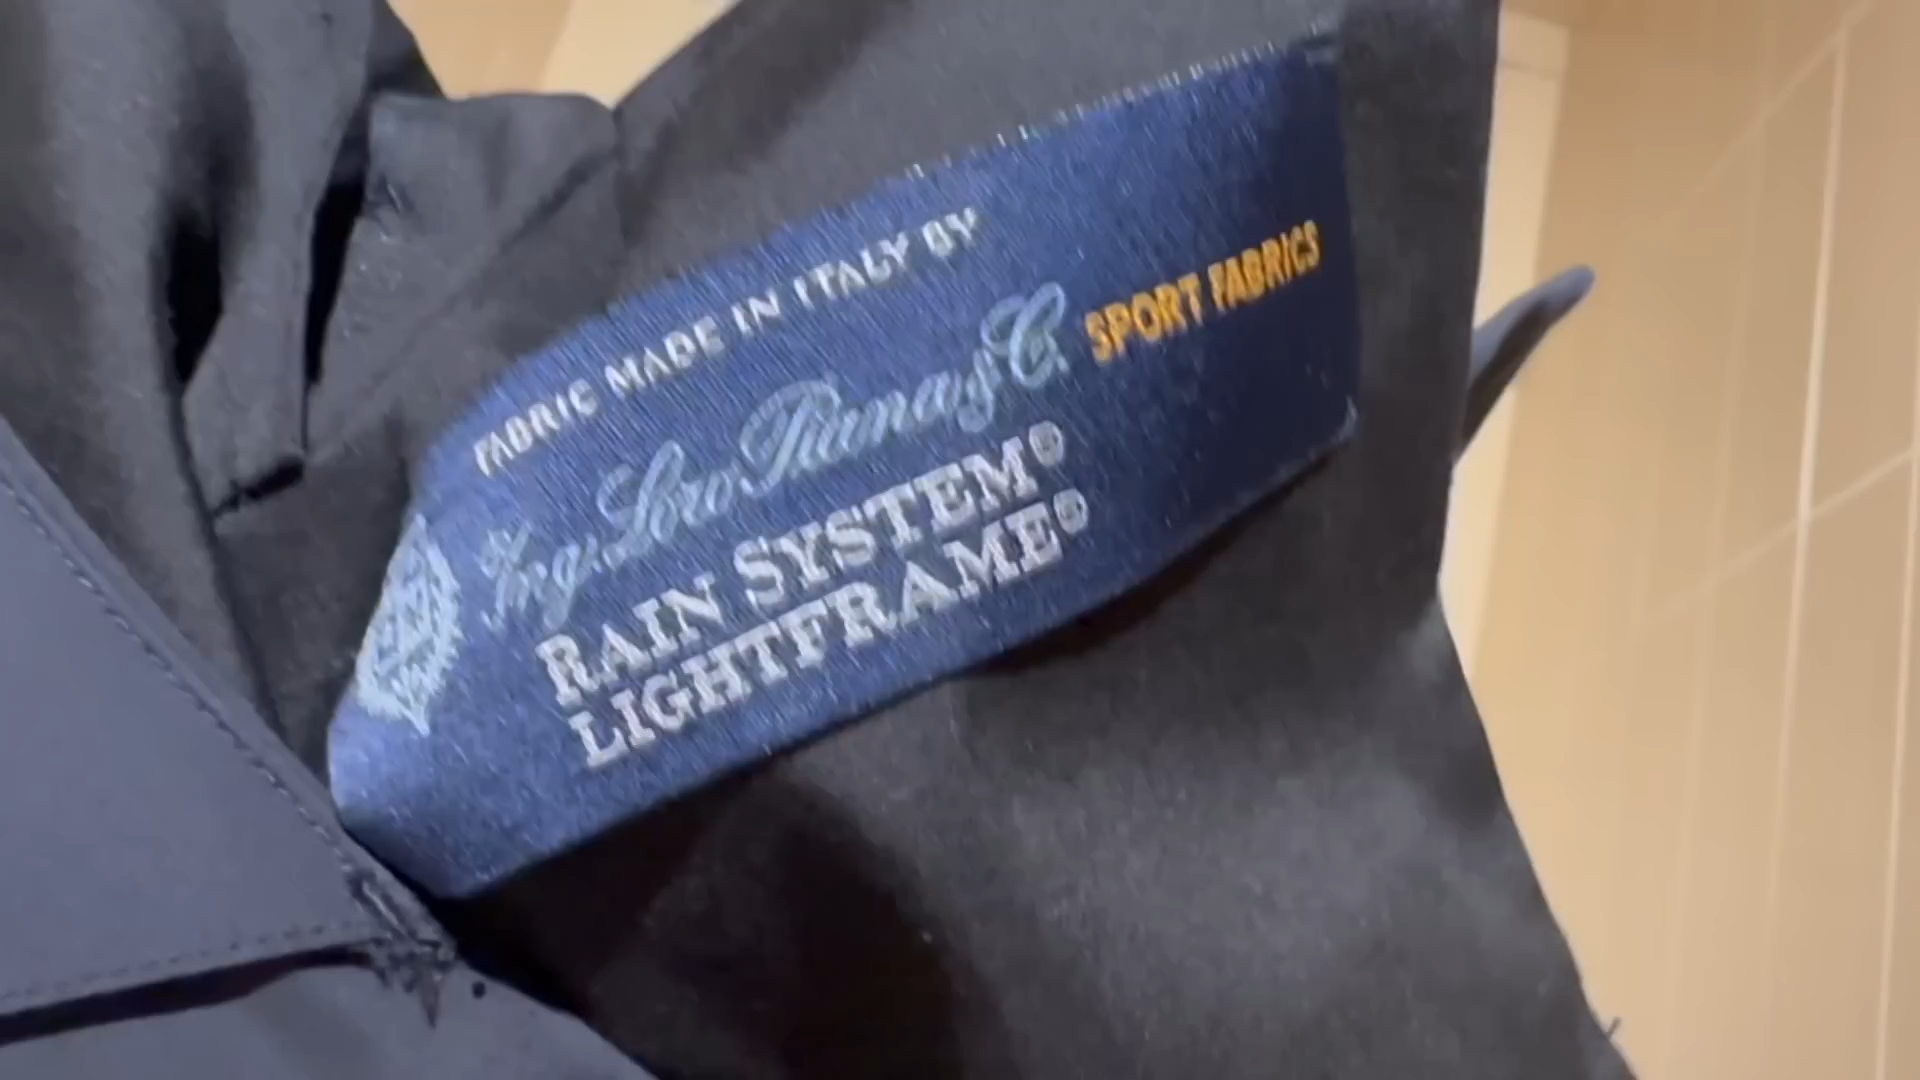 FABRIC MADE IN ITALY BY
Ing. Loro Piana & C. SPORT FABRICS
RAIN SYSTEM®
LIGHTFRAME®